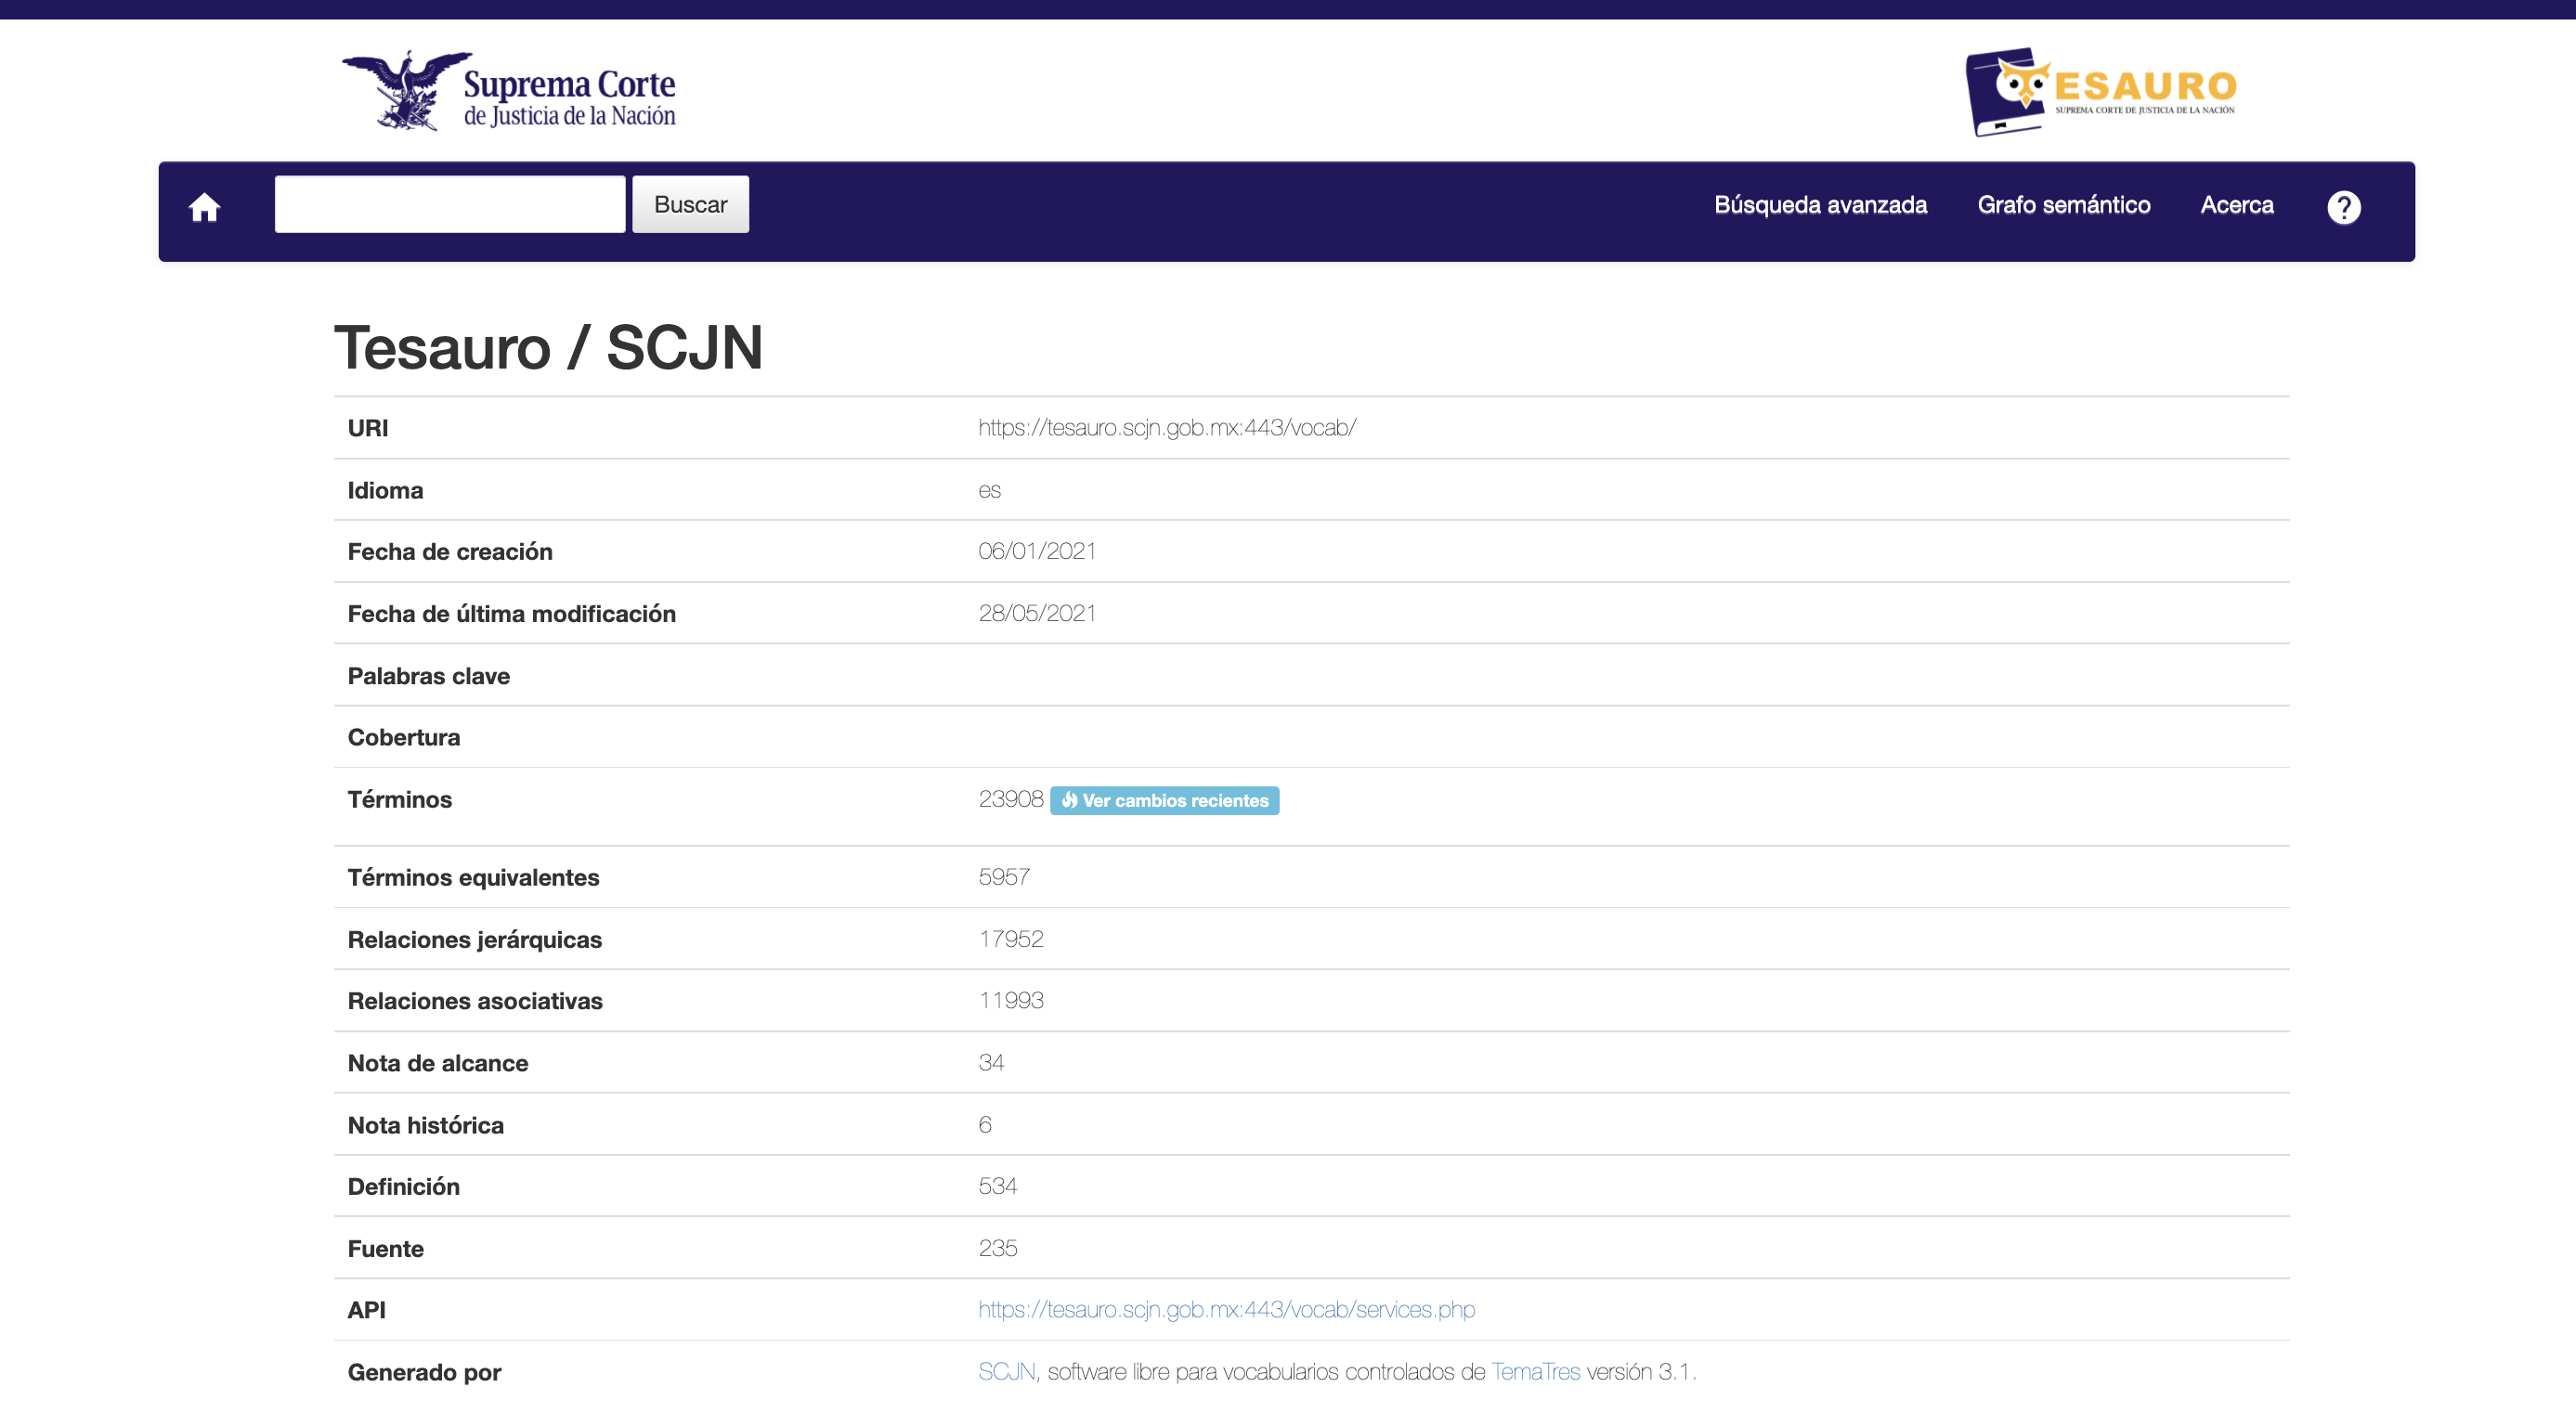 Suprema Corte
de Justicia de la Nación
ESAURO
SUPREMA CORTE DE JUSTICIA DE LA NACIÓN
Buscar
Búsqueda avanzada
Grafo semántico
Acerca
?
Tesauro / SCJN
URI https://tesauro.scjn.gob.mx:443/vocab/
Idioma es
Fecha de creación 06/01/2021
Fecha de última modificación 28/05/2021
Palabras clave
Cobertura
Términos 23908 Ver cambios recientes
Términos equivalentes 5957
Relaciones jerárquicas 17952
Relaciones asociativas 11993
Nota de alcance 34
Nota histórica 6
Definición 534
Fuente 235
API https://tesauro.scjn.gob.mx:443/vocab/services.php
Generado por SCJN, software libre para vocabularios controlados de TemaTres versión 3.1.